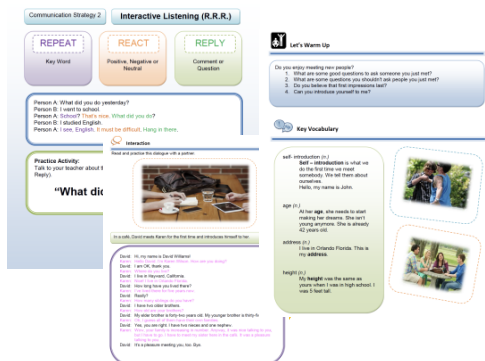 Communication Strategy 2
Interactive Listening (R.R.R.)
REPEAT
Key Word
REACT
Positive, Negative or
Neutral
REPLY
Comment or
Question
Person A: What did you do yesterday?
Person B: I went to school.
Person A: School? That's nice. What did you do?
Person B: I studied English.
Person A: I see, English. It must be difficult. Hang in there.
Practice Activity:
Talk to your teacher about th
Reply).
"What did
Interaction
Read and practice this dialogue with a partner.
In a café, David meets Karen for the first time and introduces himself to her.
David: Hi, my name is David Williams!
David: I am OK, thank you.
David: I live in Hayward, California.
David: How long have you lived there?
David: Really?
David: I have two older brothers.
David: My elder brother is forty-two years old. My younger brother is forty-
David: Yes, you are right. I have two nieces and one nephew.
David: It's a pleasure meeting you, too. Bye.
Let's Warm Up
Do you enjoy meeting new people?
1. What are some good questions to ask someone you just met?
2. What are some questions you shouldn't ask people you just met?
3. Do you believe that first impressions last?
4. Can you introduce yourself to me?
Key Vocabulary
self- introduction (n.)
Self – introduction is what we
do the first time we meet
somebody. We tell them about
ourselves.
Hello, my name is John.
age (n.)
At her age, she needs to start
making her dreams. She isn't
young anymore. She is already
42 years old.
address (n.)
I live in Orlando Florida. This is
my address.
height (n.)
My height was the same as
yours when I was in high school. I
was 5 feet tall.